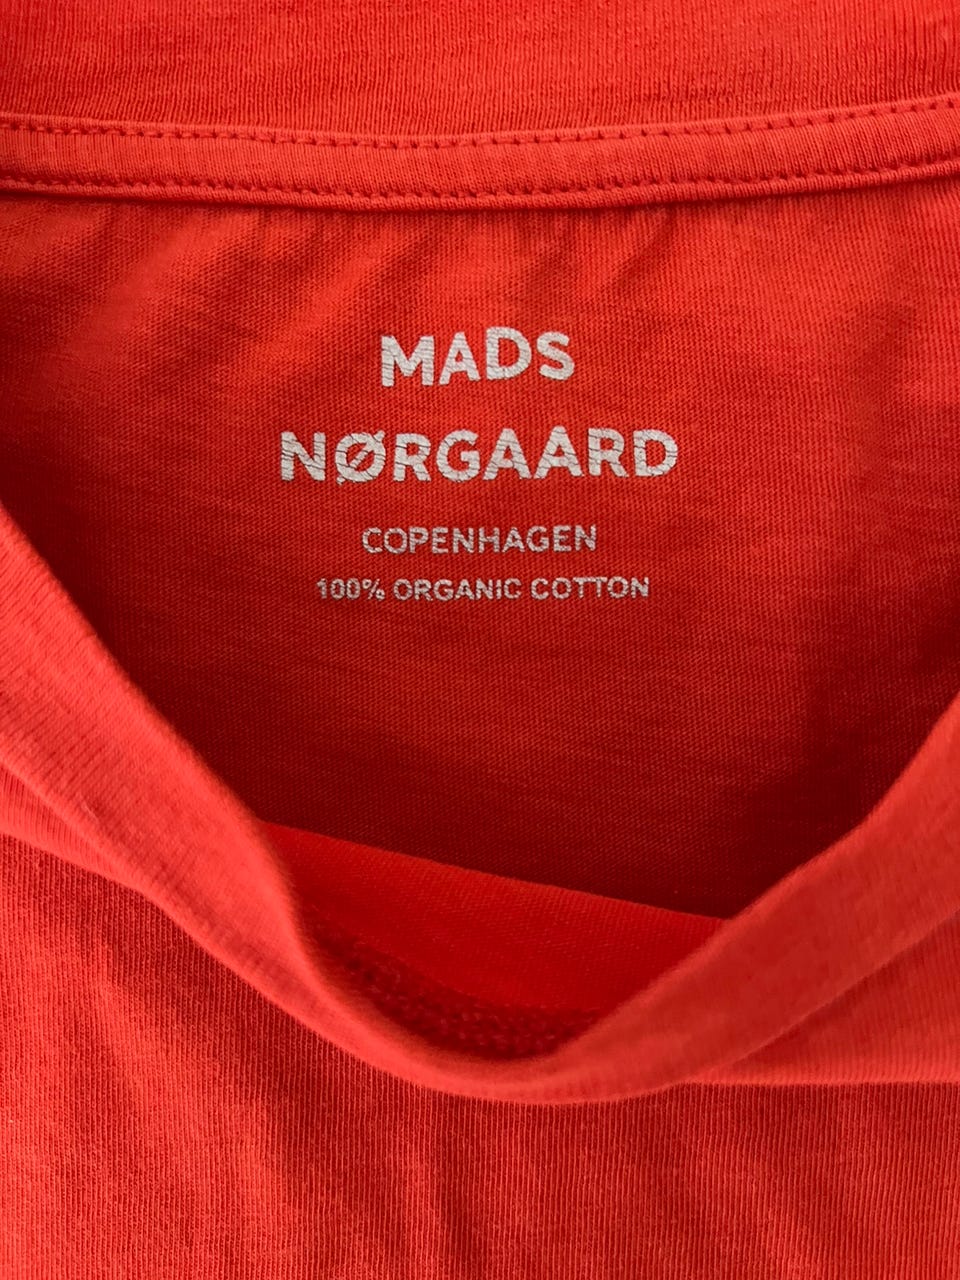 MADS
NØRGAARD
COPENHAGEN
100% ORGANIC COTTON